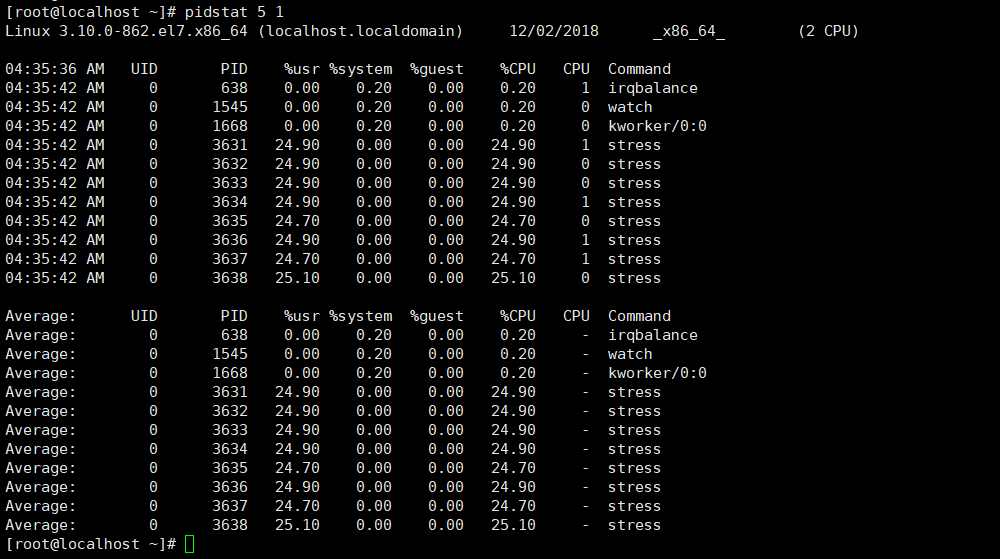 [root@localhost ~]# pidstat 5 1
Linux 3.10.0-862.el7.x86_64 (localhost.localdomain)     12/02/2018      _x86_64_        (2 CPU)

04:35:36 AM   UID       PID    %usr %system  %guest    %CPU   CPU  Command
04:35:42 AM     0       638    0.00    0.20    0.00    0.20     1  irqbalance
04:35:42 AM     0      1545    0.00    0.20    0.00    0.20     0  watch
04:35:42 AM     0      1668    0.00    0.20    0.00    0.20     0  kworker/0:0
04:35:42 AM     0      3631   24.90    0.00    0.00   24.90     1  stress
04:35:42 AM     0      3632   24.90    0.00    0.00   24.90     0  stress
04:35:42 AM     0      3633   24.90    0.00    0.00   24.90     0  stress
04:35:42 AM     0      3634   24.90    0.00    0.00   24.90     1  stress
04:35:42 AM     0      3635   24.70    0.00    0.00   24.70     0  stress
04:35:42 AM     0      3636   24.90    0.00    0.00   24.90     1  stress
04:35:42 AM     0      3637   24.70    0.00    0.00   24.70     1  stress
04:35:42 AM     0      3638   25.10    0.00    0.00   25.10     0  stress

Average:      UID       PID    %usr %system  %guest    %CPU   CPU  Command
Average:        0       638    0.00    0.20    0.00    0.20     -  irqbalance
Average:        0      1545    0.00    0.20    0.00    0.20     -  watch
Average:        0      1668    0.00    0.20    0.00    0.20     -  kworker/0:0
Average:        0      3631   24.90    0.00    0.00   24.90     -  stress
Average:        0      3632   24.90    0.00    0.00   24.90     -  stress
Average:        0      3633   24.90    0.00    0.00   24.90     -  stress
Average:        0      3634   24.90    0.00    0.00   24.90     -  stress
Average:        0      3635   24.70    0.00    0.00   24.70     -  stress
Average:        0      3636   24.90    0.00    0.00   24.90     -  stress
Average:        0      3637   24.70    0.00    0.00   24.70     -  stress
Average:        0      3638   25.10    0.00    0.00   25.10     -  stress
[root@localhost ~]#